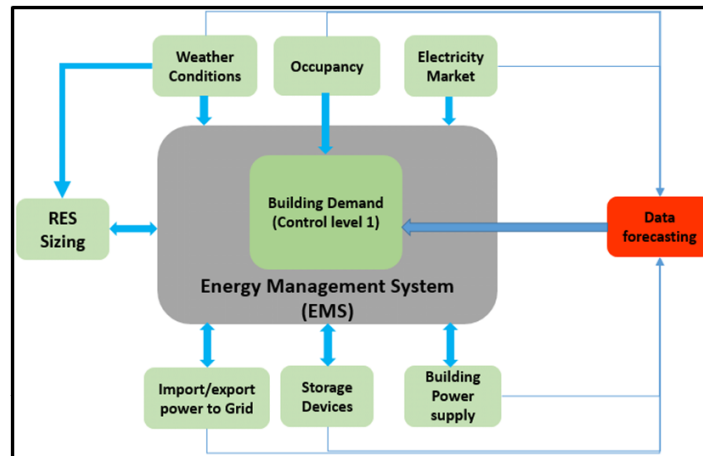 Weather
Conditions
Occupancy
Electricity
Market
RES
Sizing
Building Demand
(Control level 1)
Data
forecasting
Energy Management System
(EMS)
Import/export
power to Grid
Storage
Devices
Building
Power
supply